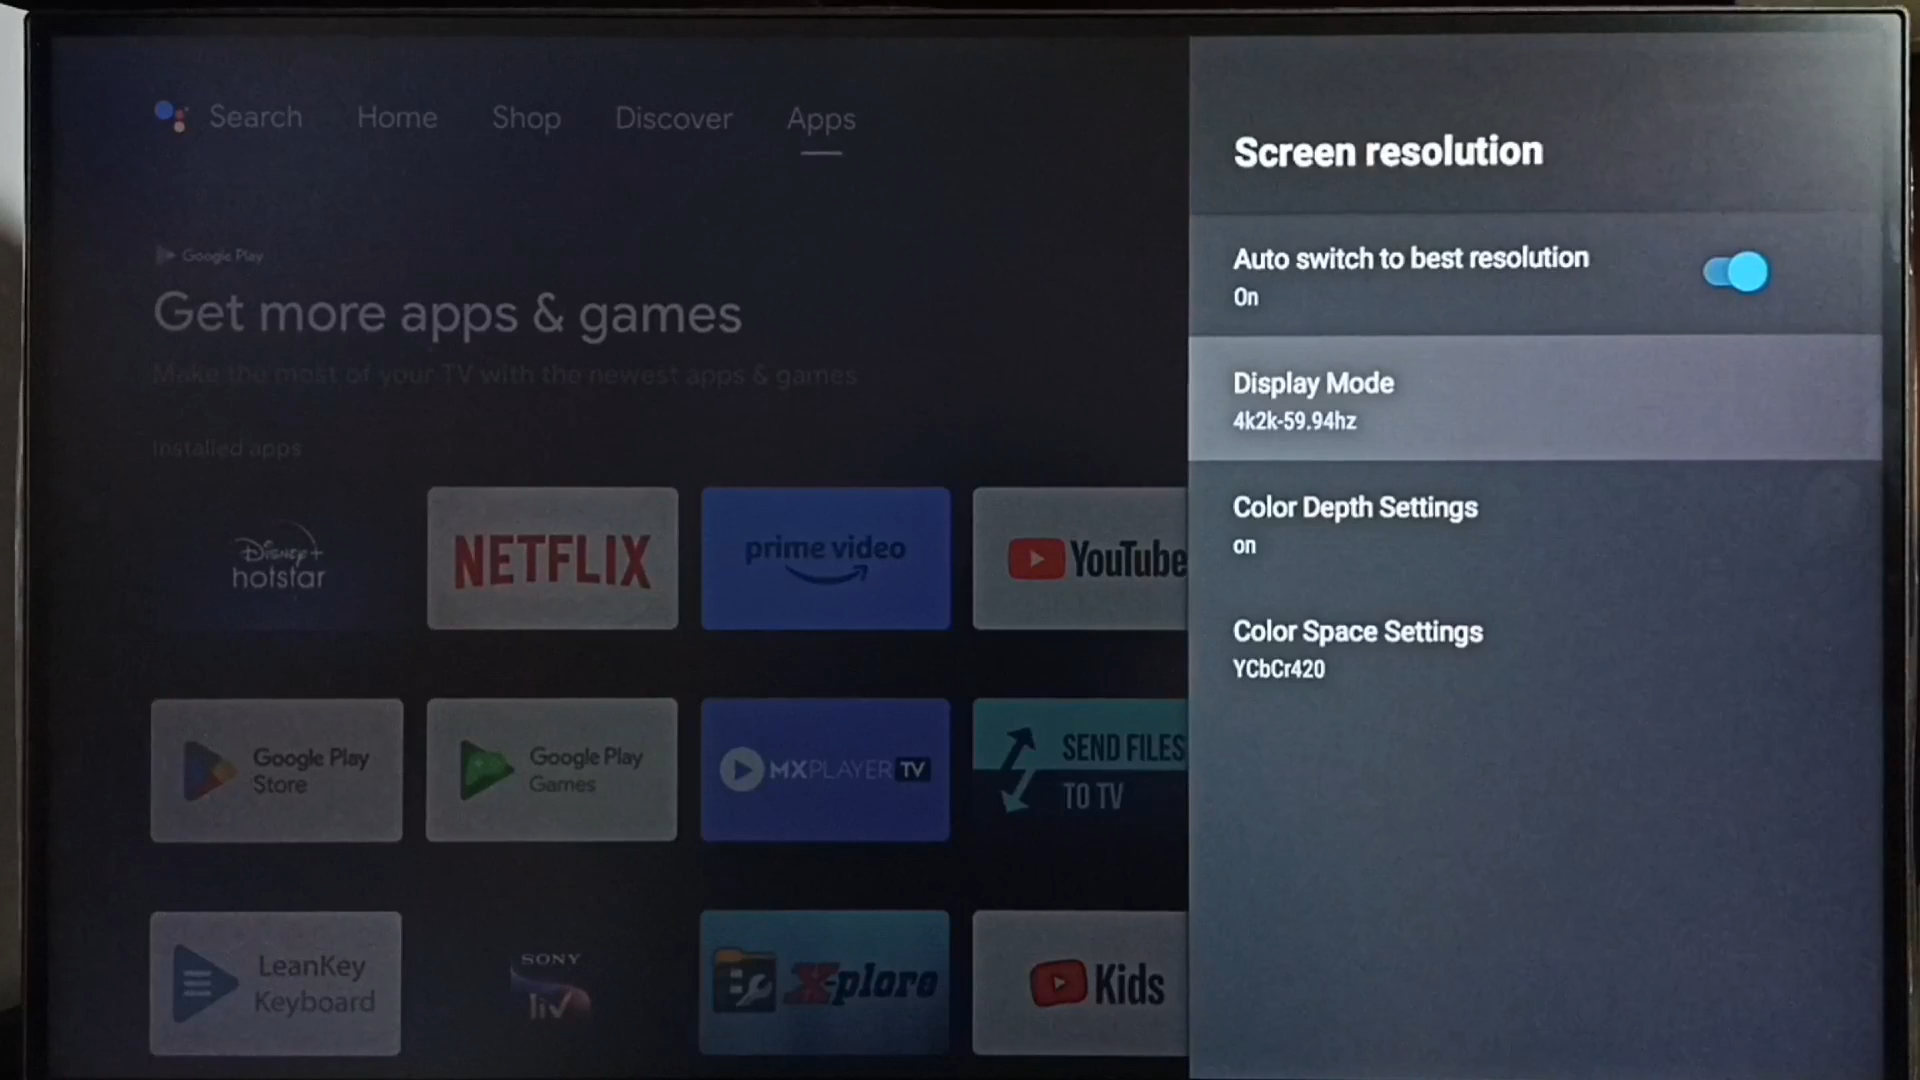 Search Home Shop Discover Apps
Google Play
Get more apps & games
Make the most of your TV with the newest apps & games
Installed apps
Disney+
hotstar
NETFLIX
prime video
YouTube
Google Play
Store
Google Play
Games
MXPLAYER TV
SEND FILES
TO TV
LeanKey
Keyboard
SONY
liv
X-plore
Kids
Screen resolution
Auto switch to best resolution
On
Display Mode
4k2k-59.94hz
Color Depth Settings
on
Color Space Settings
YCbCr420